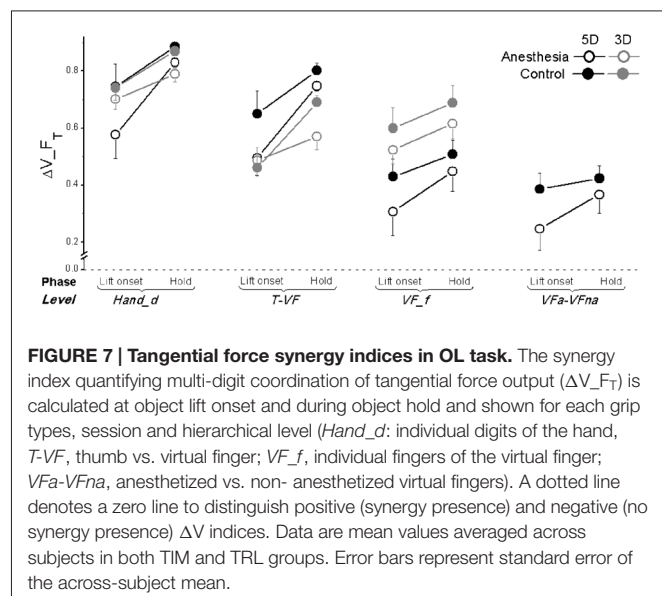 5D 3D
Anesthesia
Control
0.8
0.6
0.4
0.2
0.0
ΔV_F_T
Phase Lift onset Hold Lift onset Hold Lift onset Hold Lift onset Hold
Level Hand_d T-VF VF_f VFa-VFna
FIGURE 7 | Tangential force synergy indices in OL task. The synergy
index quantifying multi-digit coordination of tangential force output (ΔV_F_T) is
calculated at object lift onset and during object hold and shown for each grip
types, session and hierarchical level (Hand_d: individual digits of the hand,
T-VF, thumb vs. virtual finger; VF_f, individual fingers of the virtual finger;
VFa-VFna, anesthetized vs. non- anesthetized virtual fingers). A dotted line
denotes a zero line to distinguish positive (synergy presence) and negative (no
synergy presence) ΔV indices. Data are mean values averaged across
subjects in both TIM and TRL groups. Error bars represent standard error of
the across-subject mean.